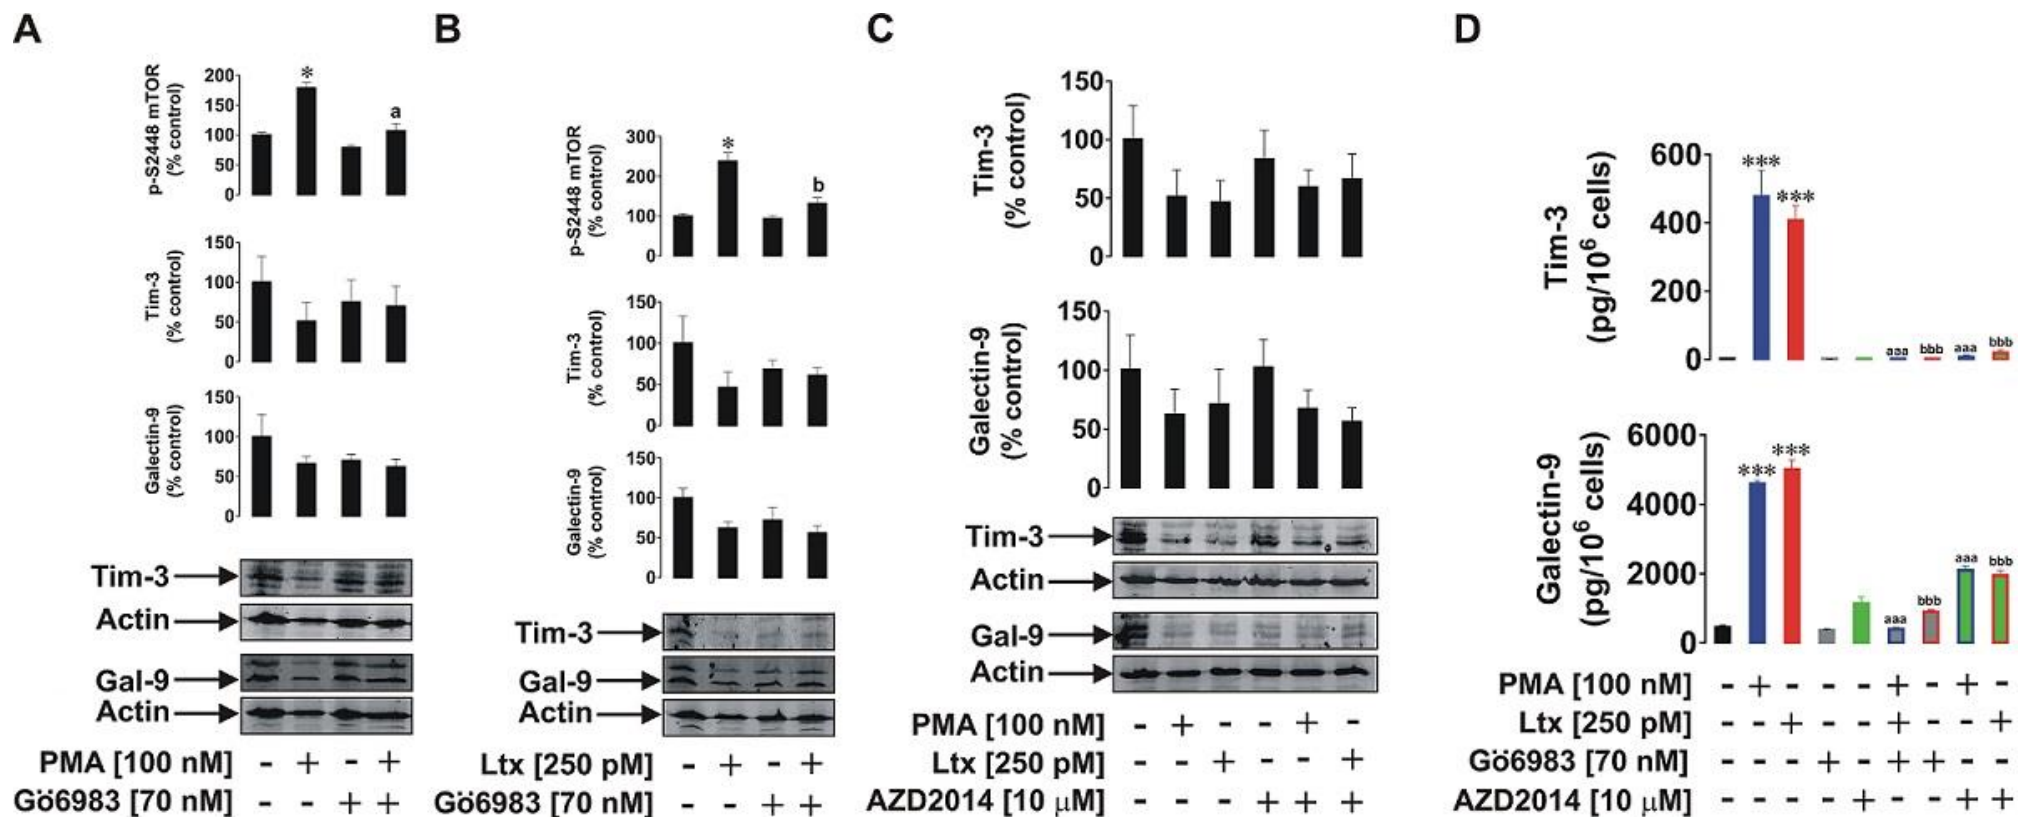 A
p-S2448 mTOR
(% control)
200
150
100
50
0
*
a
Tim-3
(% control)
150
100
50
0
Galectin-9
(% control)
150
100
50
0
Tim-3
Actin
Gal-9
Actin
PMA [100 nM] - + - +
Gö6983 [70 nM] - - + +
B
p-S2448 mTOR
(% control)
300
200
100
0
*
b
Tim-3
(% control)
150
100
50
0
Galectin-9
(% control)
150
100
50
0
Tim-3
Gal-9
Actin
Ltx [250 pM] - + - +
Gö6983 [70 nM] - - + +
C
Tim-3
(% control)
150
100
50
0
Galectin-9
(% control)
150
100
50
0
Tim-3
Actin
Gal-9
Actin
PMA [100 nM] - + - - + -
Ltx [250 pM] - - + - - +
AZD2014 [10 µM] - - - + + +
D
Tim-3
(pg/10⁶ cells)
600
400
200
0
*** ***
aaa bbb aaa bbb
Galectin-9
(pg/10⁶ cells)
6000
4000
2000
0
*** ***
aaa bbb aaa bbb
PMA [100 nM] - + - - - + - + -
Ltx [250 pM] - - + - - + - - +
Gö6983 [70 nM] - - - + - + + - -
AZD2014 [10 µM] - - - - + - - + +